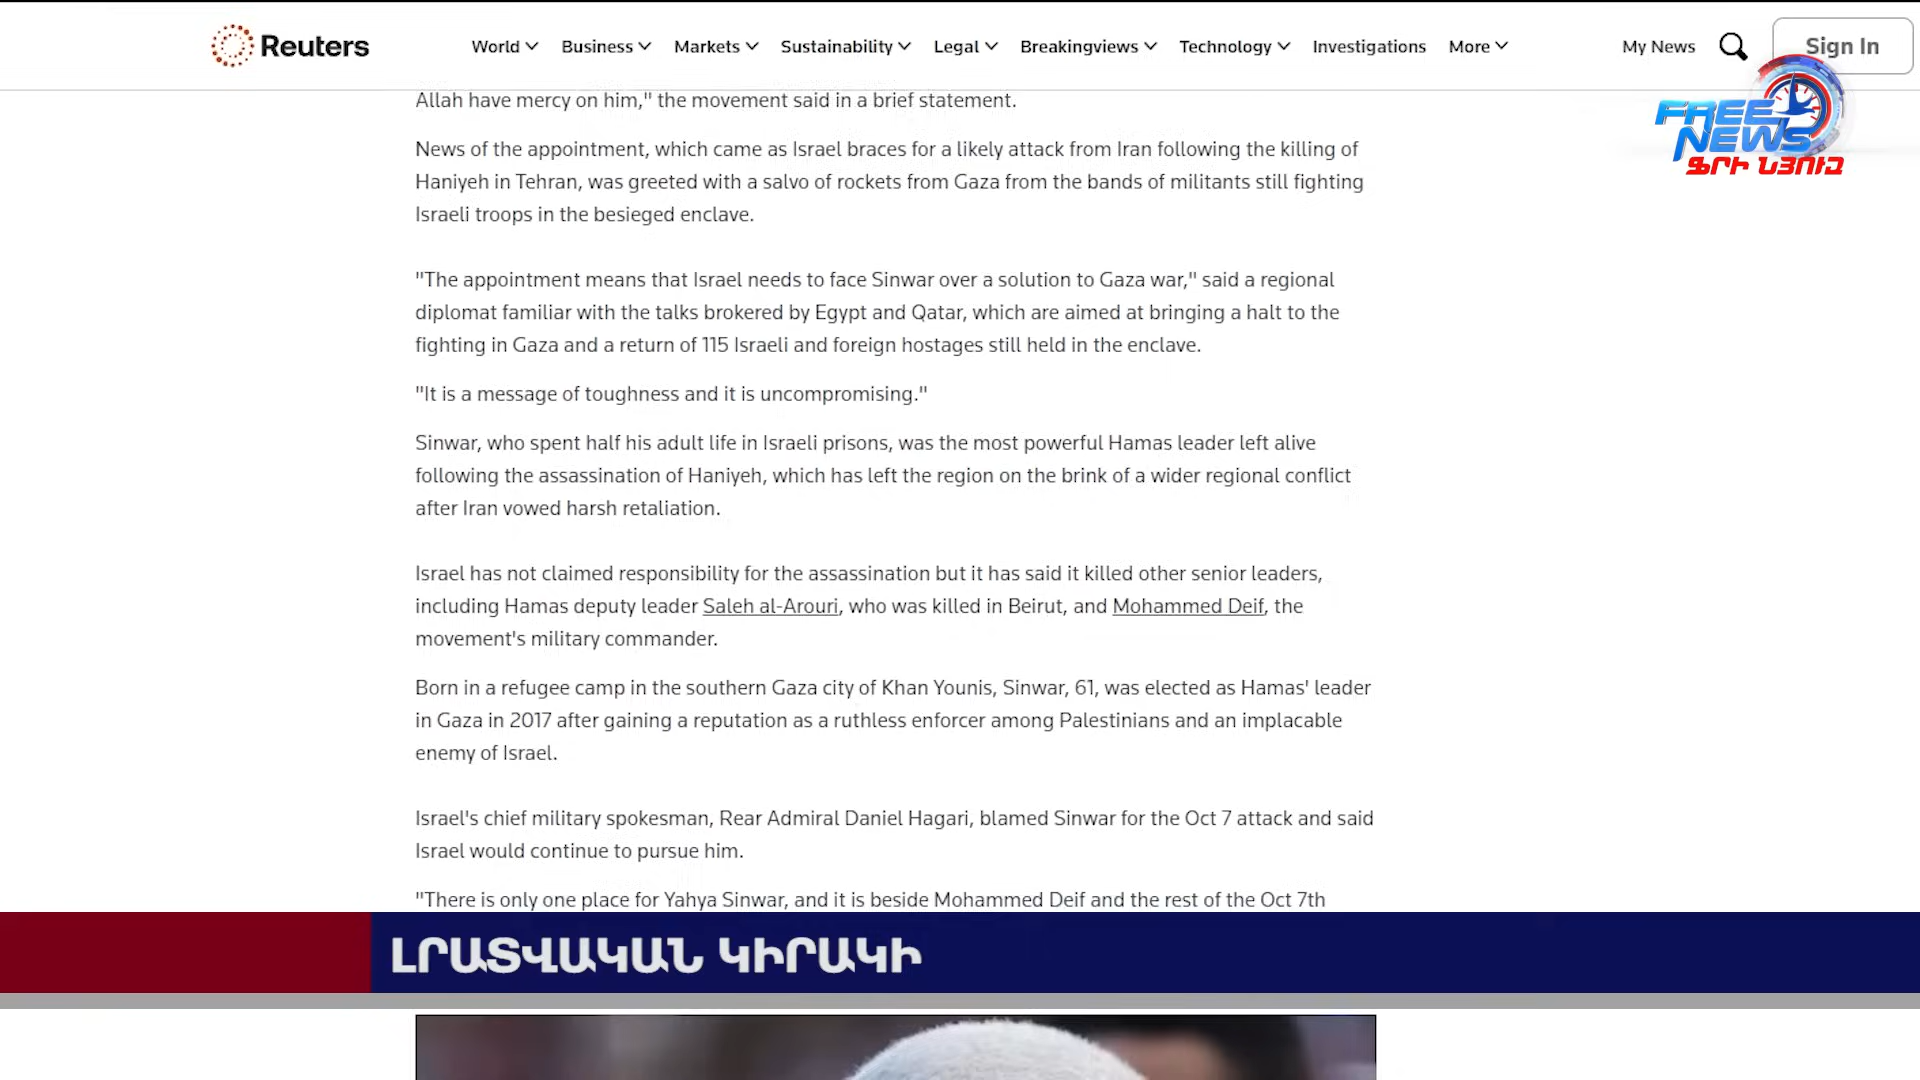 Reuters
World Business Markets Sustainability Legal Breakingviews Technology Investigations More My News Sign In
FREE
NEWS
ՖՐԻ ՆՅՈՒԶ
Allah have mercy on him," the movement said in a brief statement.
News of the appointment, which came as Israel braces for a likely attack from Iran following the killing of
Haniyeh in Tehran, was greeted with a salvo of rockets from Gaza from the bands of militants still fighting
Israeli troops in the besieged enclave.
"The appointment means that Israel needs to face Sinwar over a solution to Gaza war," said a regional
diplomat familiar with the talks brokered by Egypt and Qatar, which are aimed at bringing a halt to the
fighting in Gaza and a return of 115 Israeli and foreign hostages still held in the enclave.
"It is a message of toughness and it is uncompromising."
Sinwar, who spent half his adult life in Israeli prisons, was the most powerful Hamas leader left alive
following the assassination of Haniyeh, which has left the region on the brink of a wider regional conflict
after Iran vowed harsh retaliation.
Israel has not claimed responsibility for the assassination but it has said it killed other senior leaders,
including Hamas deputy leader Saleh al-Arouri, who was killed in Beirut, and Mohammed Deif, the
movement's military commander.
Born in a refugee camp in the southern Gaza city of Khan Younis, Sinwar, 61, was elected as Hamas' leader
in Gaza in 2017 after gaining a reputation as a ruthless enforcer among Palestinians and an implacable
enemy of Israel.
Israel's chief military spokesman, Rear Admiral Daniel Hagari, blamed Sinwar for the Oct 7 attack and said
Israel would continue to pursue him.
"There is only one place for Yahya Sinwar, and it is beside Mohammed Deif and the rest of the Oct 7th
ԼՐԱՏՎԱԿԱՆ ԿԻՐԱԿԻ